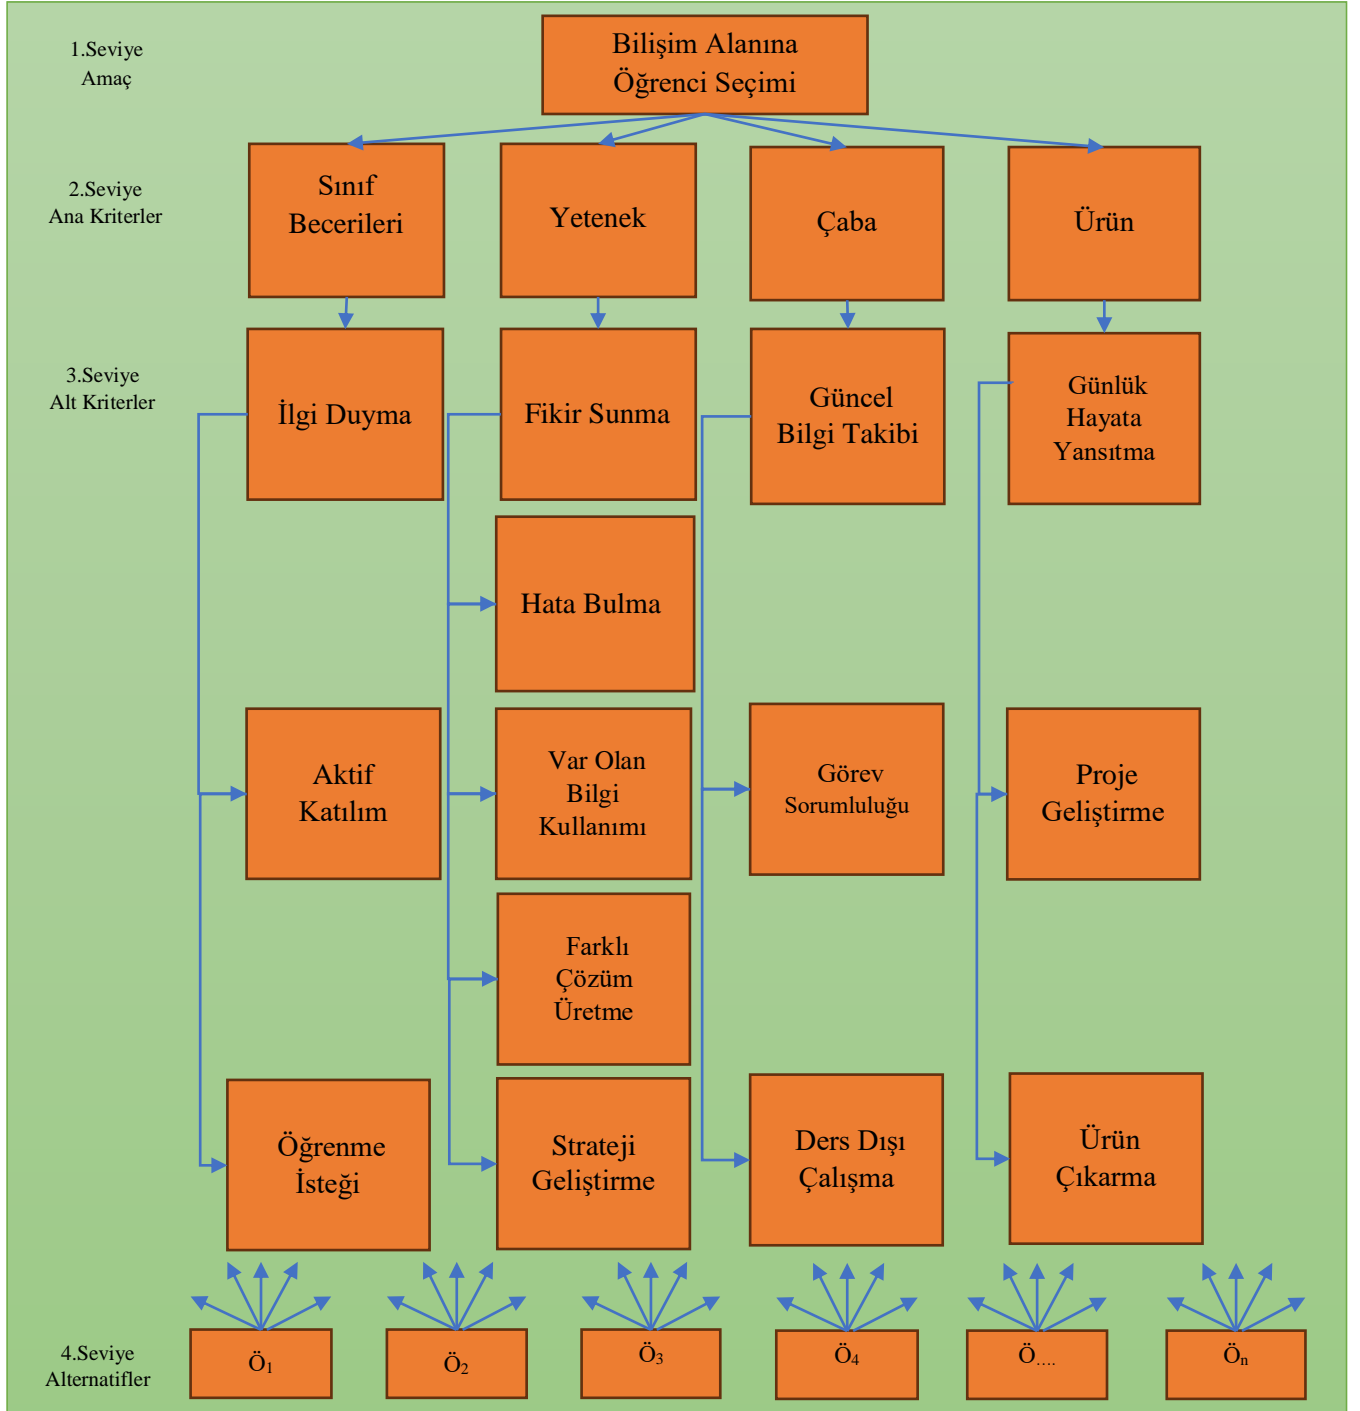 1.Seviye
Amaç
Bilişim Alanına
Öğrenci Seçimi
2.Seviye
Ana Kriterler
Sınıf
Becerileri
Yetenek
Çaba
Ürün
3.Seviye
Alt Kriterler
İlgi Duyma
Fikir Sunma
Güncel
Bilgi Takibi
Günlük
Hayata
Yansıtma
Hata Bulma
Aktif
Katılım
Var Olan
Bilgi
Kullanımı
Görev
Sorumluluğu
Proje
Geliştirme
Farklı
Çözüm
Üretme
Öğrenme
İsteği
Strateji
Geliştirme
Ders Dışı
Çalışma
Ürün
Çıkarma
4.Seviye
Alternatifler
Ö1
Ö2
Ö3
Ö4
Ö....
Ön